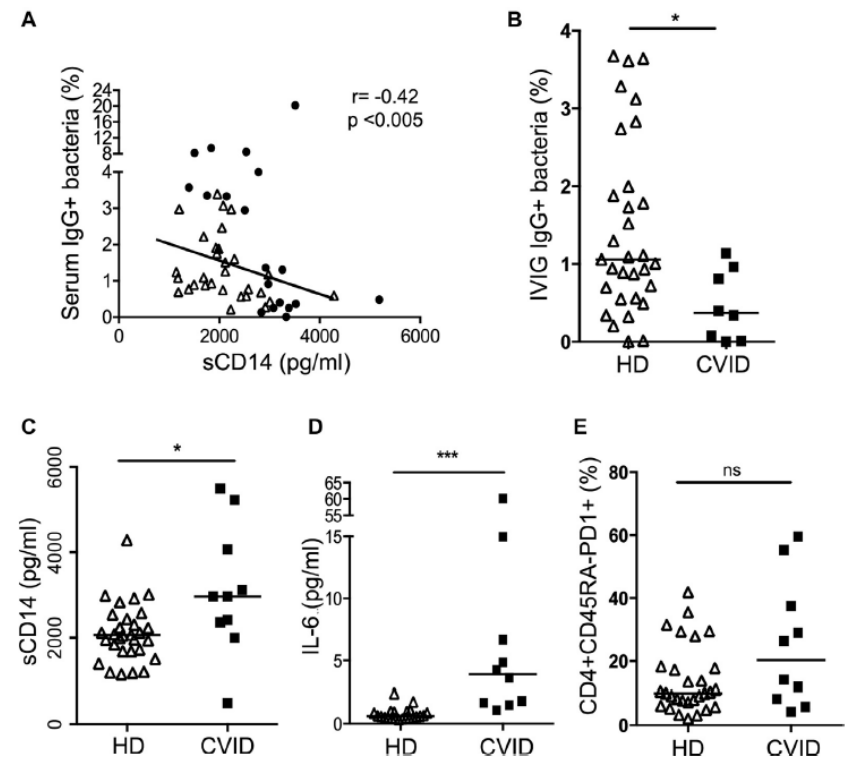 A
Serum IgG+ bacteria (%)
24
20
16
12
8
4
3
2
1
0
r= -0.42
p <0.005
0
2000
4000
6000
sCD14 (pg/ml)
B
*
IVIG IgG+ bacteria (%)
4
3
2
1
0
HD
CVID
C
*
sCD14 (pg/ml)
6000
4000
2000
0
HD
CVID
D
***
IL-6 (pg/ml)
65
60
55
15
10
5
0
HD
CVID
E
ns
CD4+CD45RA-PD1+ (%)
80
60
40
20
0
HD
CVID